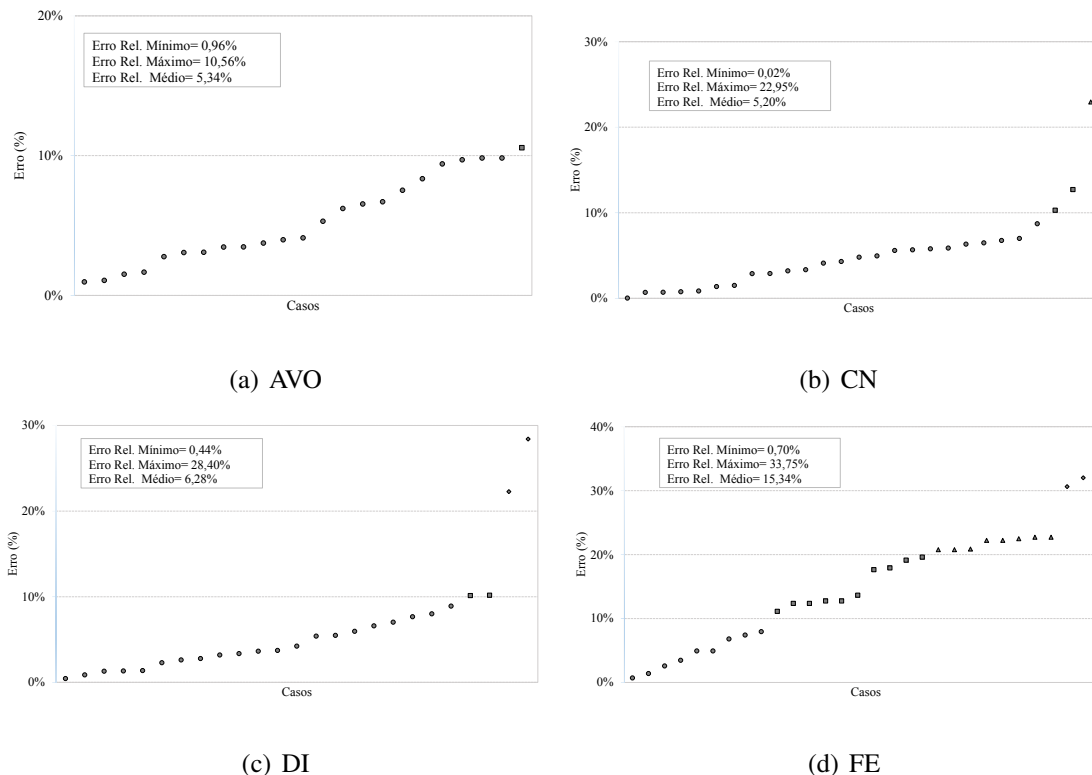 20%
Erro Rel. Mínimo= 0,96%
Erro Rel. Máximo= 10,56%
Erro Rel. Médio= 5,34%
Erro (%)
10%
0%
Casos
(a) AVO
30%
Erro Rel. Mínimo= 0,02%
Erro Rel. Máximo= 22,95%
Erro Rel. Médio= 5,20%
20%
Erro (%)
10%
0%
Casos
(b) CN
30%
Erro Rel. Mínimo= 0,44%
Erro Rel. Máximo= 28,40%
Erro Rel. Médio= 6,28%
20%
Erro (%)
10%
0%
Casos
(c) DI
40%
Erro Rel. Mínimo= 0,70%
Erro Rel. Máximo= 33,75%
Erro Rel. Médio= 15,34%
30%
Erro (%)
20%
10%
0%
Casos
(d) FE